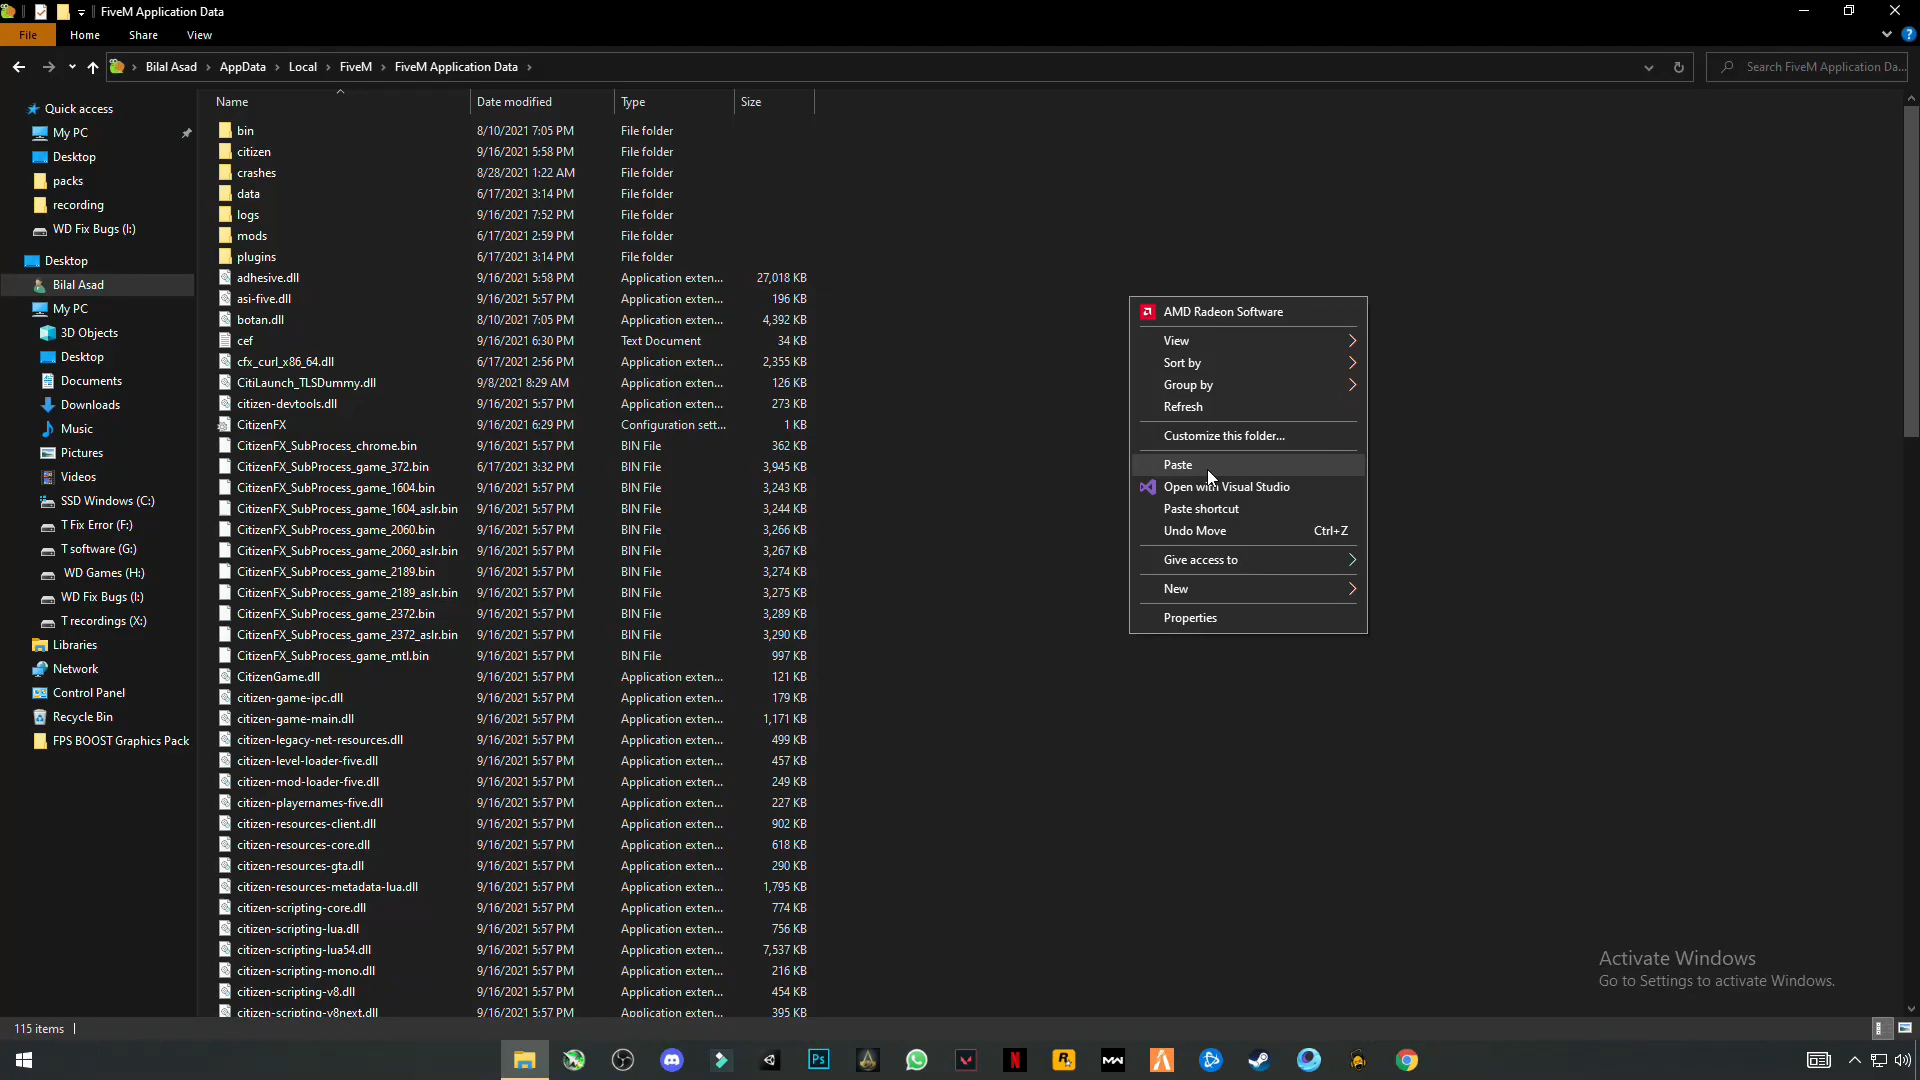 FiveM Application Data
File Home Share View
Bilal Asad AppData Local FiveM FiveM Application Data
Search FiveM Application Da...
Quick access
My PC
Desktop
packs
recording
WD Fix Bugs (I:)
Desktop
Bilal Asad
My PC
3D Objects
Desktop
Documents
Downloads
Music
Pictures
Videos
SSD Windows (C:)
T Fix Error (F:)
T software (G:)
WD Games (H:)
WD Fix Bugs (I:)
T recordings (X:)
Libraries
Network
Control Panel
Recycle Bin
FPS BOOST Graphics Pack
Name Date modified Type Size
bin 8/10/2021 7:05 PM File folder
citizen 9/16/2021 5:58 PM File folder
crashes 8/28/2021 1:22 AM File folder
data 6/17/2021 3:14 PM File folder
logs 9/16/2021 7:52 PM File folder
mods 6/17/2021 2:59 PM File folder
plugins 6/17/2021 3:14 PM File folder
adhesive.dll 9/16/2021 5:58 PM Application exten... 27,018 KB
asi-five.dll 9/16/2021 5:57 PM Application exten... 196 KB
botan.dll 8/10/2021 7:05 PM Application exten... 4,392 KB
cef 9/16/2021 6:30 PM Text Document 34 KB
cfx_curl_x86_64.dll 6/17/2021 2:56 PM Application exten... 2,355 KB
CitiLaunch_TLSDummy.dll 9/8/2021 8:29 AM Application exten... 126 KB
citizen-devtools.dll 9/16/2021 5:57 PM Application exten... 273 KB
CitizenFX 9/16/2021 6:29 PM Configuration sett... 1 KB
CitizenFX_SubProcess_chrome.bin 9/16/2021 5:57 PM BIN File 362 KB
CitizenFX_SubProcess_game_372.bin 6/17/2021 3:32 PM BIN File 3,945 KB
CitizenFX_SubProcess_game_1604.bin 9/16/2021 5:57 PM BIN File 3,243 KB
CitizenFX_SubProcess_game_1604_aslr.bin 9/16/2021 5:57 PM BIN File 3,244 KB
CitizenFX_SubProcess_game_2060.bin 9/16/2021 5:57 PM BIN File 3,266 KB
CitizenFX_SubProcess_game_2060_aslr.bin 9/16/2021 5:57 PM BIN File 3,267 KB
CitizenFX_SubProcess_game_2189.bin 9/16/2021 5:57 PM BIN File 3,274 KB
CitizenFX_SubProcess_game_2189_aslr.bin 9/16/2021 5:57 PM BIN File 3,275 KB
CitizenFX_SubProcess_game_2372.bin 9/16/2021 5:57 PM BIN File 3,289 KB
CitizenFX_SubProcess_game_2372_aslr.bin 9/16/2021 5:57 PM BIN File 3,290 KB
CitizenFX_SubProcess_game_mtl.bin 9/16/2021 5:57 PM BIN File 997 KB
CitizenGame.dll 9/16/2021 5:57 PM Application exten... 121 KB
citizen-game-ipc.dll 9/16/2021 5:57 PM Application exten... 179 KB
citizen-game-main.dll 9/16/2021 5:57 PM Application exten... 1,171 KB
citizen-legacy-net-resources.dll 9/16/2021 5:57 PM Application exten... 499 KB
citizen-level-loader-five.dll 9/16/2021 5:57 PM Application exten... 457 KB
citizen-mod-loader-five.dll 9/16/2021 5:57 PM Application exten... 249 KB
citizen-playernames-five.dll 9/16/2021 5:57 PM Application exten... 227 KB
citizen-resources-client.dll 9/16/2021 5:57 PM Application exten... 902 KB
citizen-resources-core.dll 9/16/2021 5:57 PM Application exten... 618 KB
citizen-resources-gta.dll 9/16/2021 5:57 PM Application exten... 290 KB
citizen-resources-metadata-lua.dll 9/16/2021 5:57 PM Application exten... 1,795 KB
citizen-scripting-core.dll 9/16/2021 5:57 PM Application exten... 774 KB
citizen-scripting-lua.dll 9/16/2021 5:57 PM Application exten... 756 KB
citizen-scripting-lua54.dll 9/16/2021 5:57 PM Application exten... 7,537 KB
citizen-scripting-mono.dll 9/16/2021 5:57 PM Application exten... 216 KB
citizen-scripting-v8.dll 9/16/2021 5:57 PM Application exten... 454 KB
citizen-scripting-v8next.dll 9/16/2021 5:57 PM Application exten... 395 KB
AMD Radeon Software
View
Sort by
Group by
Refresh
Customize this folder...
Paste
Open with Visual Studio
Paste shortcut
Undo Move Ctrl+Z
Give access to
New
Properties
Activate Windows
Go to Settings to activate Windows.
115 items
Ps
MW